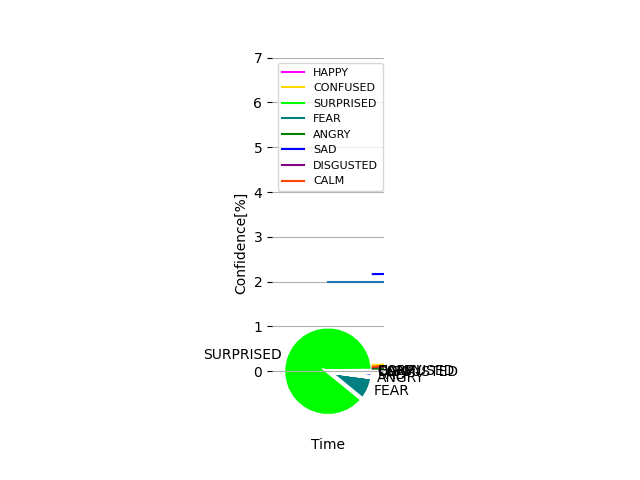 7
6
5
4
3
2
1
0
Confidence[%]
HAPPY
CONFUSED
SURPRISED
FEAR
ANGRY
SAD
DISGUSTED
CALM
SURPRISED
ANGRY
FEAR
Time